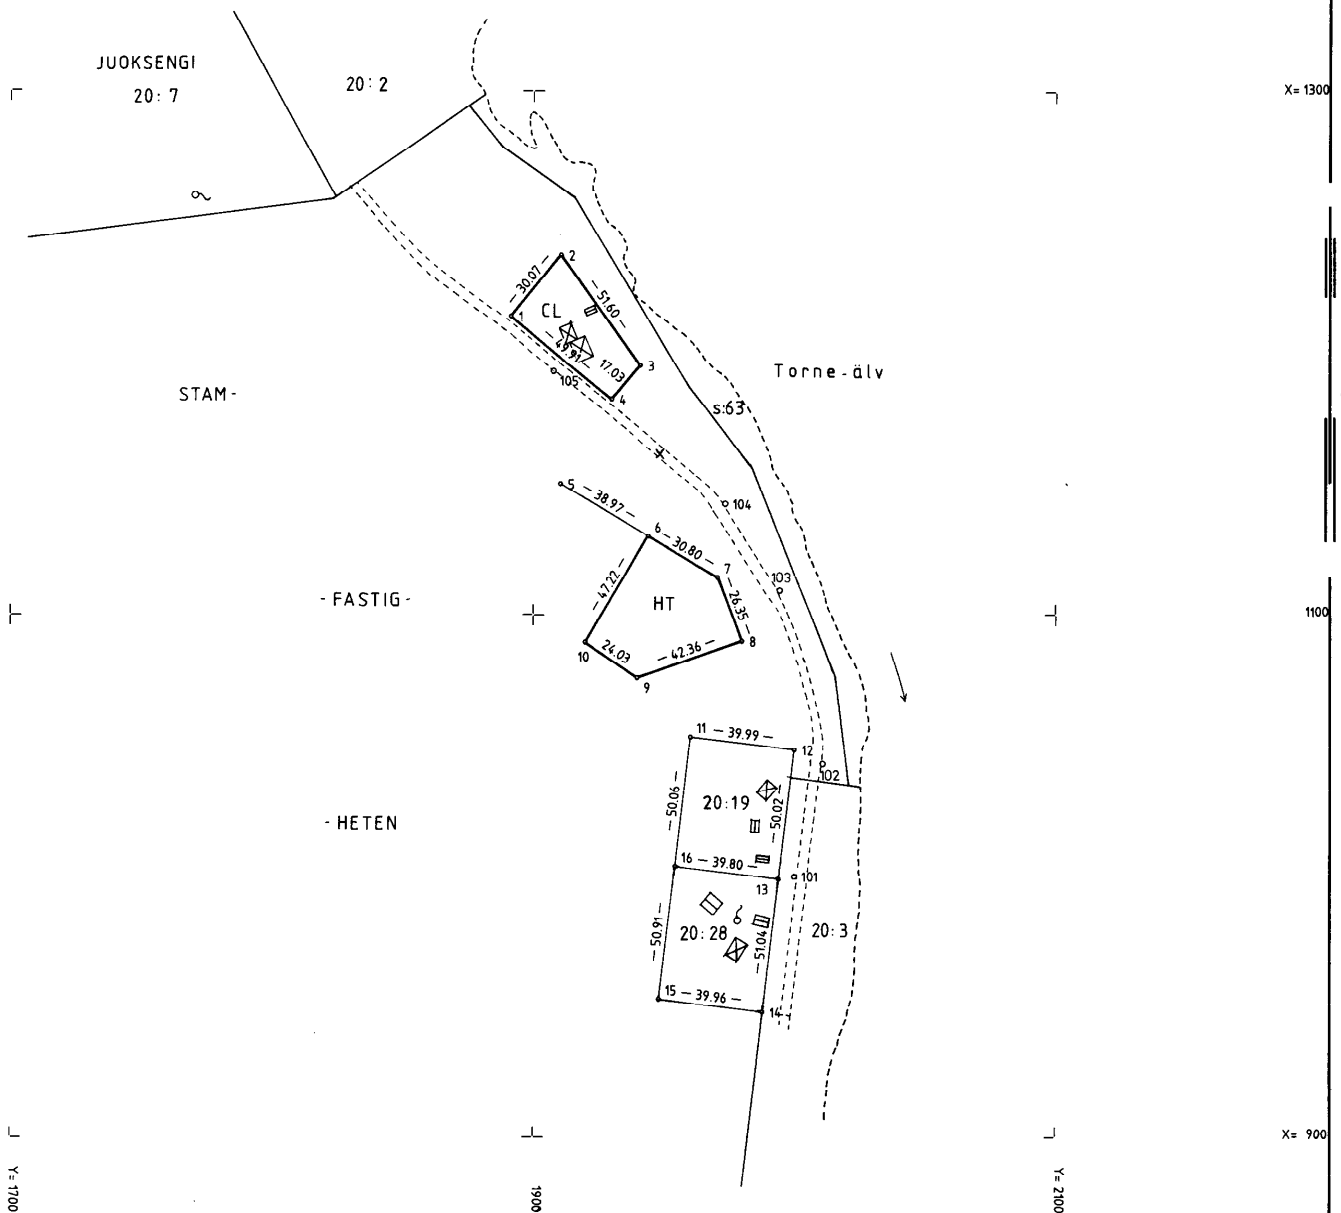 JUOKSENGI
20:7
20:2
X= 1300
2
— 30.07 —
— 51.60 —
CL
1
— 49.91 —
17.03
3
105
4
Torne-älv
STAM-
s:63
5
— 38.97 —
104
6
— 30.80 —
7
103
— 47.22 —
— 26.35 —
-FASTIG-
HT
1100
10
24.03
— 42.36 —
8
9
11 — 39.99 —
12
102
— 50.06 —
20:19
— 50.02 —
-HETEN
16 — 39.80 —
13
101
— 50.91 —
20:28
— 51.04 —
20:3
15 — 39.96 —
14
X= 900
Y= 1700
1900
Y= 2100